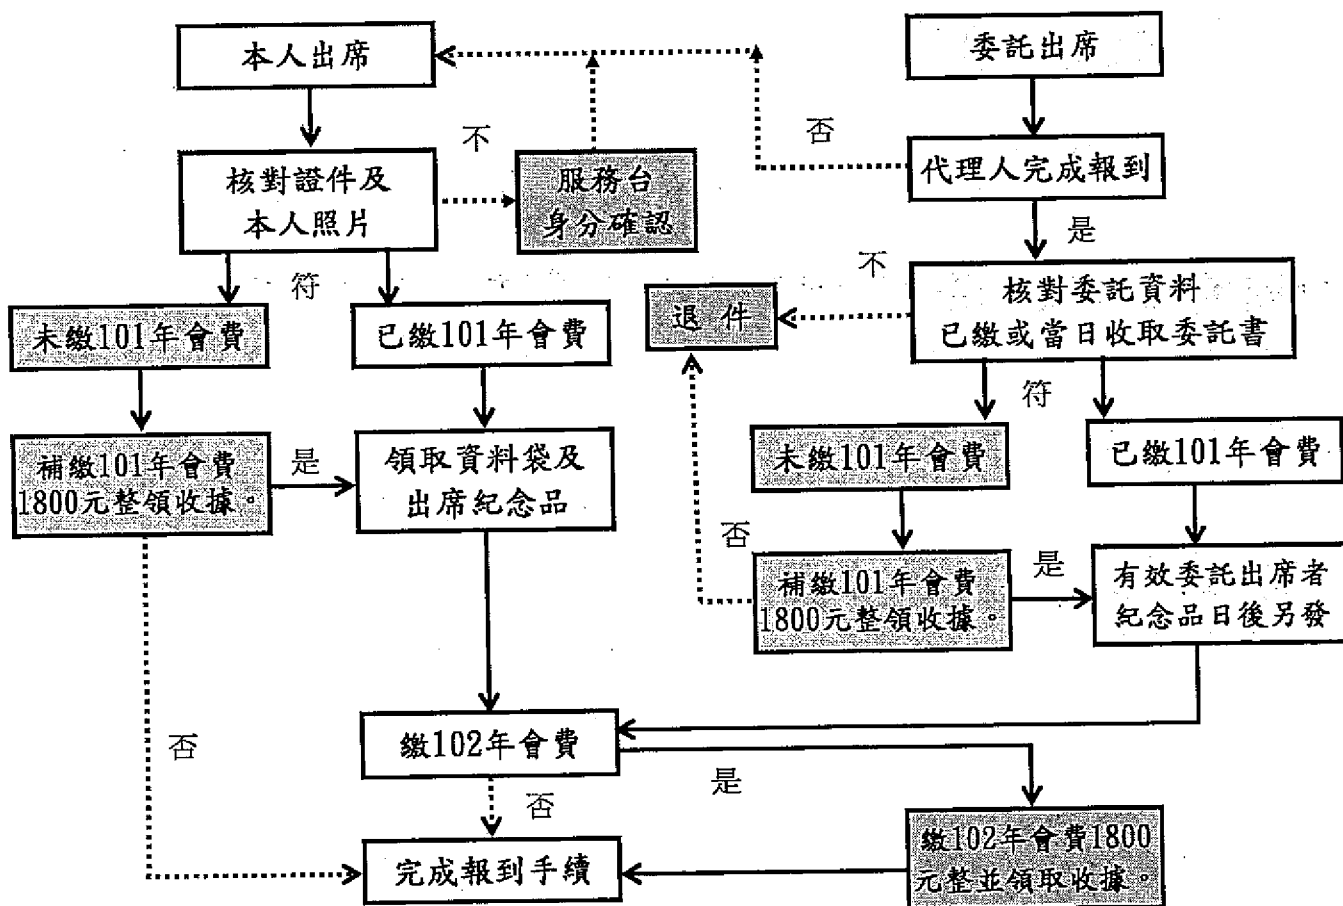 本人出席
委託出席
不
否
核對證件及
本人照片
服務台
身分確認
代理人完成報到
是
符
不
未繳101年會費
已繳101年會費
退 件
核對委託資料
已繳或當日收取委託書
符
補繳101年會費
1800元整領收據。
是
領取資料袋及
出席紀念品
未繳101年會費
已繳101年會費
否
補繳101年會費
1800元整領收據。
是
有效委託出席者
紀念品日後另發
否
繳102年會費
是
否
完成報到手續
繳102年會費1800
元整並領取收據。